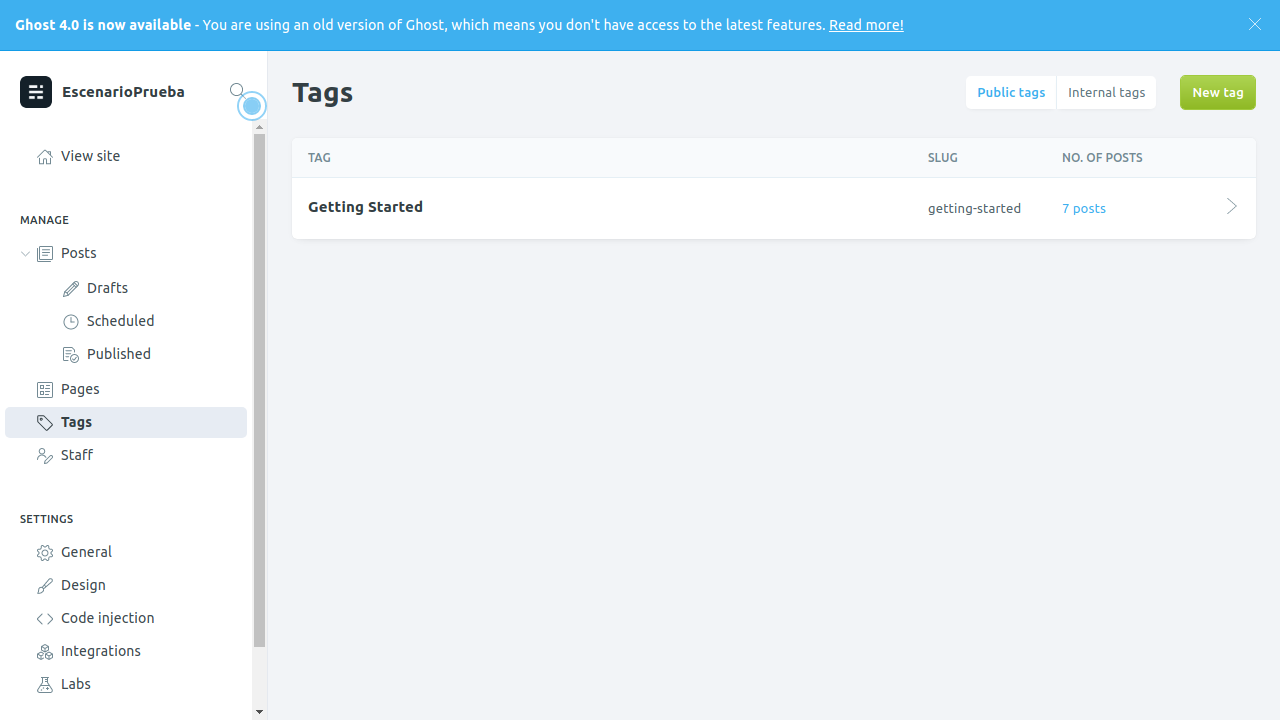 Ghost 4.0 is now available - You are using an old version of Ghost, which means you don't have access to the latest features. Read more!
EscenarioPrueba
View site
MANAGE
Posts
Drafts
Scheduled
Published
Pages
Tags
Staff
SETTINGS
General
Design
Code injection
Integrations
Labs
Tags
Public tags
Internal tags
New tag
TAG SLUG NO. OF POSTS
Getting Started getting-started 7 posts